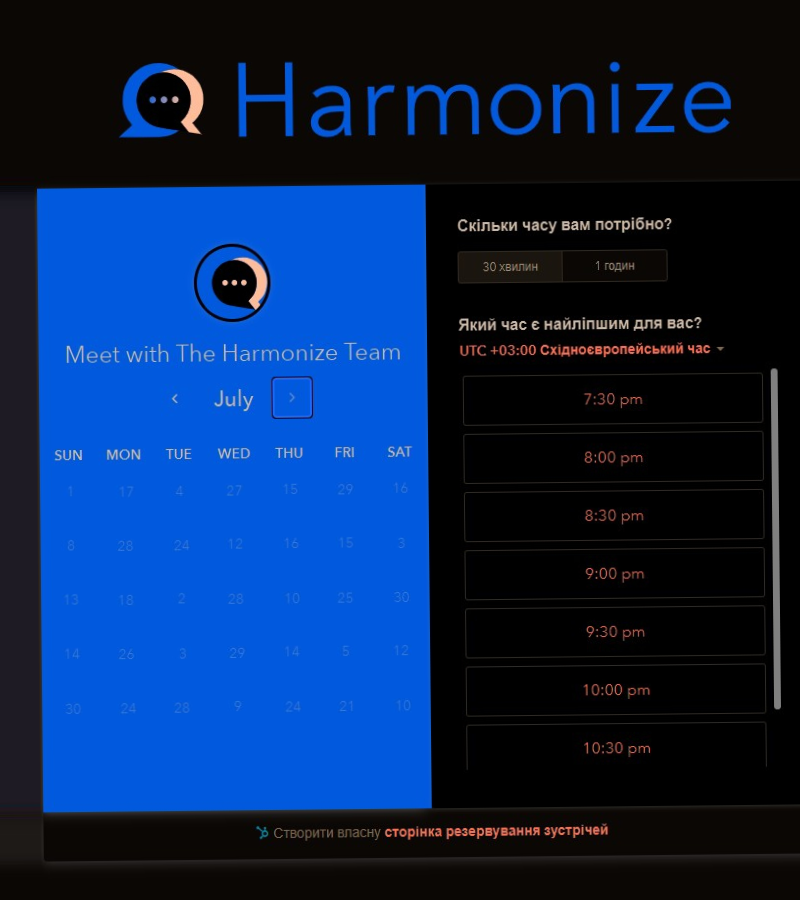 Harmonize
Meet with The Harmonize Team
July
SUN MON TUE WED THU FRI SAT
1 17 4 27 15 29 16
8 28 24 12 16 15 3
13 18 2 28 10 25 30
14 26 3 29 14 5 12
30 24 28 9 24 21 10
Скільки часу вам потрібно?
30 хвилин 1 годин
Який час є найліпшим для вас?
UTC +03:00 Східноєвропейський час
7:30 pm
8:00 pm
8:30 pm
9:00 pm
9:30 pm
10:00 pm
10:30 pm
Створити власну сторінка резервування зустрічей